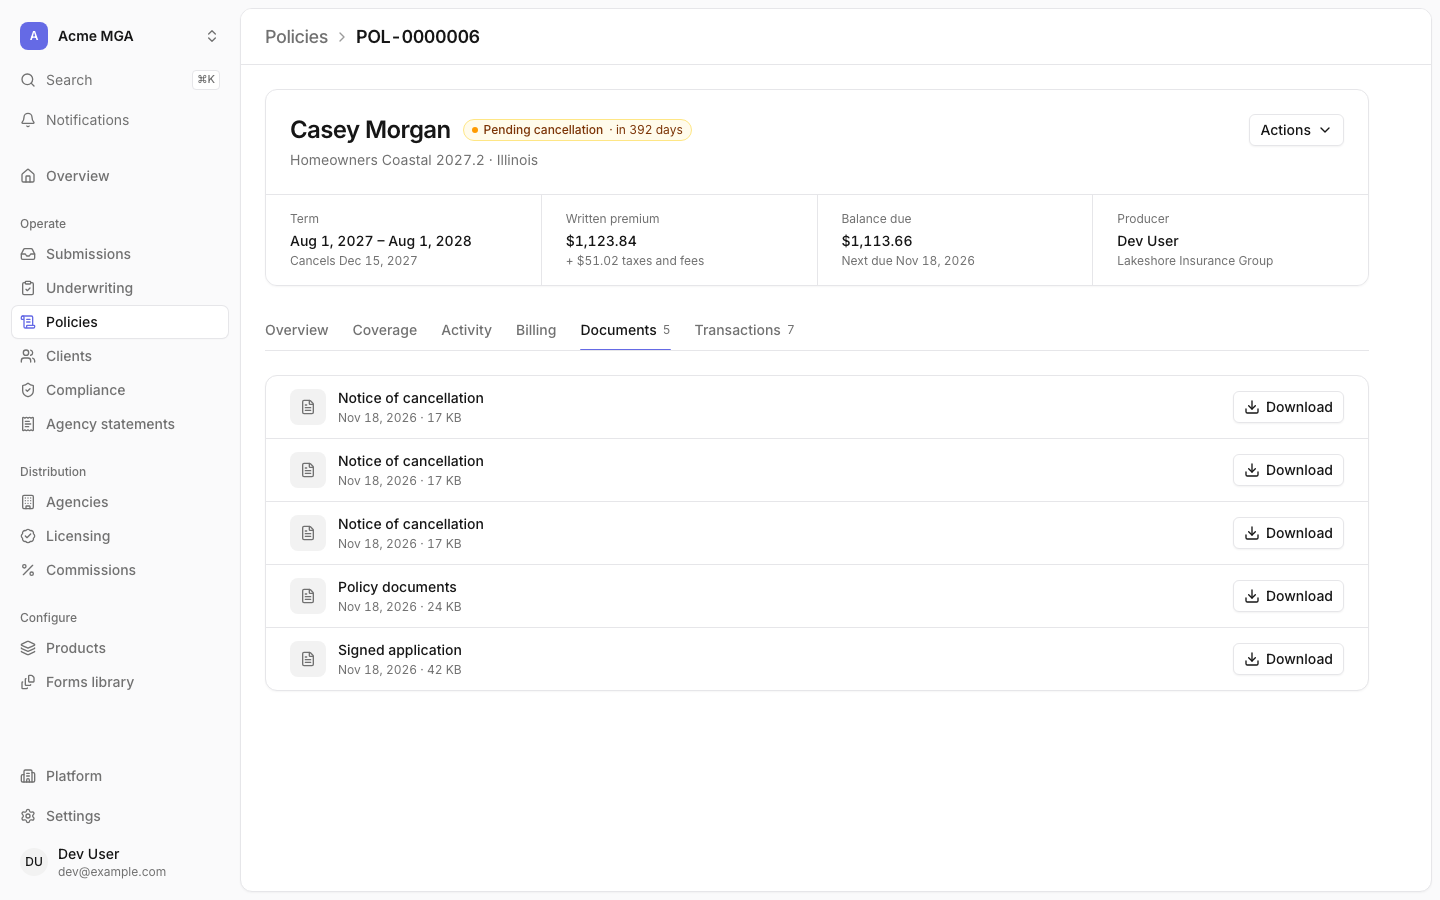 A
Acme MGA
Search
⌘K
Notifications
Overview
Operate
Submissions
Underwriting
Policies
Clients
Compliance
Agency statements
Distribution
Agencies
Licensing
Commissions
Configure
Products
Forms library
Platform
Settings
DU
Dev User
dev@example.com
Policies
POL-0000006
Casey Morgan
Pending cancellation · in 392 days
Actions
Homeowners Coastal 2027.2 · Illinois
Term
Aug 1, 2027 – Aug 1, 2028
Cancels Dec 15, 2027
Written premium
$1,123.84
+ $51.02 taxes and fees
Balance due
$1,113.66
Next due Nov 18, 2026
Producer
Dev User
Lakeshore Insurance Group
Overview
Coverage
Activity
Billing
Documents 5
Transactions 7
Notice of cancellation
Nov 18, 2026 · 17 KB
Download
Notice of cancellation
Nov 18, 2026 · 17 KB
Download
Notice of cancellation
Nov 18, 2026 · 17 KB
Download
Policy documents
Nov 18, 2026 · 24 KB
Download
Signed application
Nov 18, 2026 · 42 KB
Download